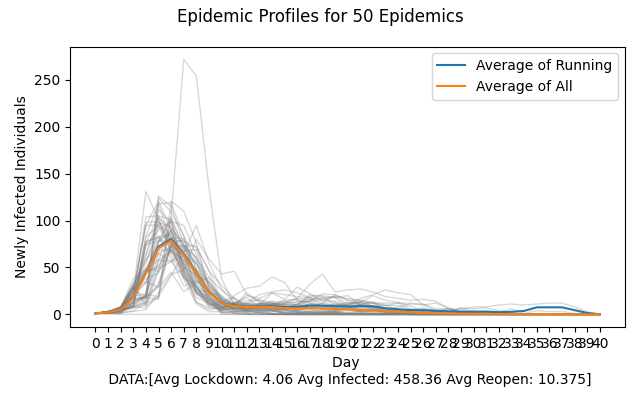 Epidemic Profiles for 50 Epidemics
Average of Running
Average of All
Newly Infected Individuals
250
200
150
100
50
0
0 1 2 3 4 5 6 7 8 9 10 11 12 13 14 15 16 17 18 19 20 21 22 23 24 25 26 27 28 29 30 31 32 33 34 35 36 37 38 39 40
Day
DATA:[Avg Lockdown: 4.06 Avg Infected: 458.36 Avg Reopen: 10.375]